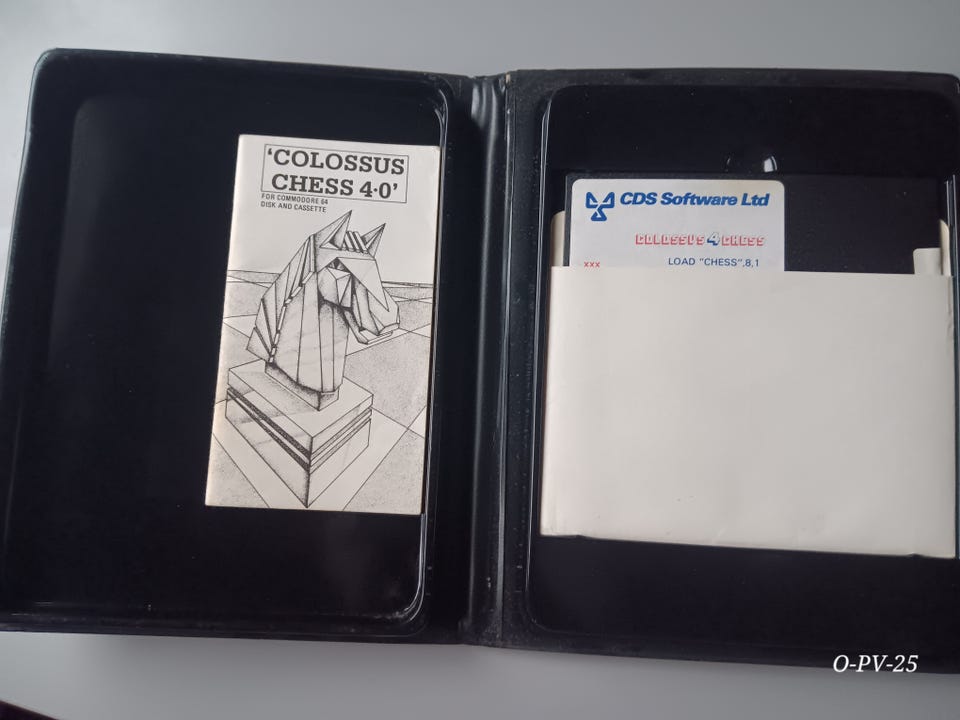 'COLOSSUS
CHESS 4·0'
FOR COMMODORE 64
DISK AND CASSETTE
CDS Software Ltd
COLOSSUS 4 CHESS
xxx
LOAD "CHESS",8,1
O-PV-25